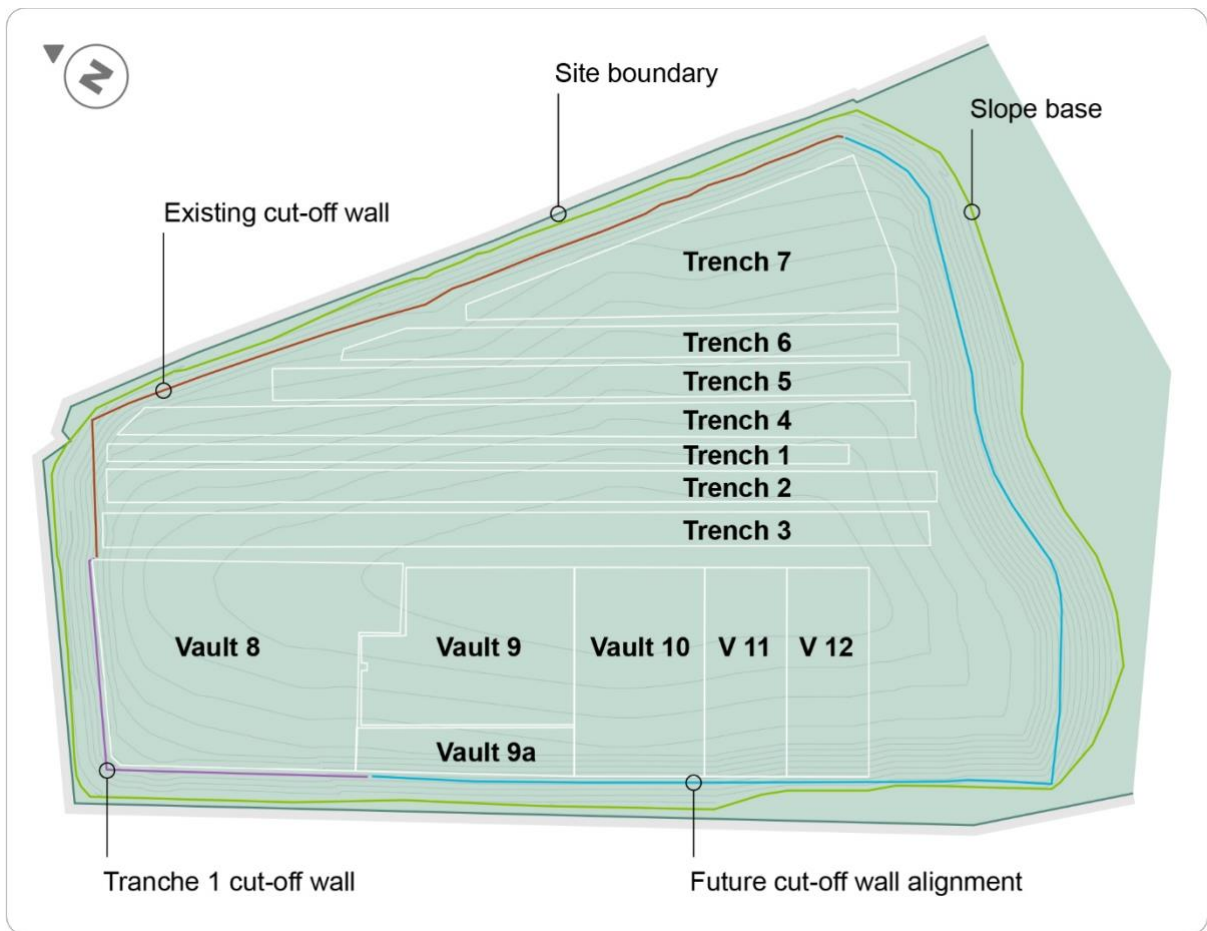 N
Site boundary
Slope base
Existing cut-off wall
Trench 7
Trench 6
Trench 5
Trench 4
Trench 1
Trench 2
Trench 3
Vault 8
Vault 9
Vault 10
V 11
V 12
Vault 9a
Tranche 1 cut-off wall
Future cut-off wall alignment